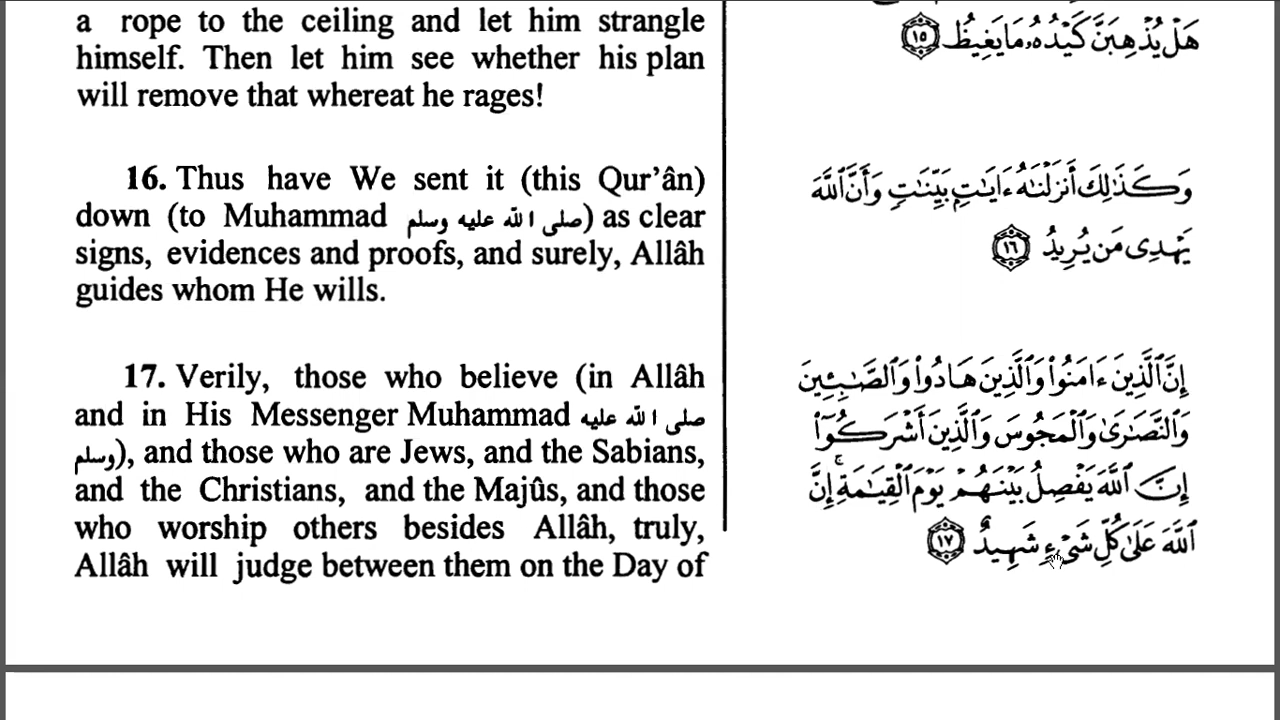 a rope to the ceiling and let him strangle
himself. Then let him see whether his plan
will remove that whereat he rages!
16. Thus have We sent it (this Qur’ân)
down (to Muhammad صلى الله عليه وسلم) as clear
signs, evidences and proofs, and surely, Allâh
guides whom He wills.
17. Verily, those who believe (in Allâh
and in His Messenger Muhammad صلى الله عليه
وسلم), and those who are Jews, and the Sabians,
and the Christians, and the Majûs, and those
who worship others besides Allâh, truly,
Allâh will judge between them on the Day of
هَلْ يُذْهِبَنَّ كَيْدُهُۥ مَا يَغِيظُ ١٥
وَكَذَٰلِكَ أَنزَلْنَٰهُ ءَايَٰتٍۭ بَيِّنَٰتٍ وَأَنَّ ٱللَّهَ
يَهْدِى مَن يُرِيدُ ١٦
إِنَّ ٱلَّذِينَ ءَامَنُوا۟ وَٱلَّذِينَ هَادُوا۟ وَٱلصَّٰبِـِٔينَ
وَٱلنَّصَٰرَىٰ وَٱلْمَجُوسَ وَٱلَّذِينَ أَشْرَكُوٓا۟
إِنَّ ٱللَّهَ يَفْصِلُ بَيْنَهُمْ يَوْمَ ٱلْقِيَٰمَةِ ۚ إِنَّ
ٱللَّهَ عَلَىٰ كُلِّ شَىْءٍ شَهِيدٌ ١٧